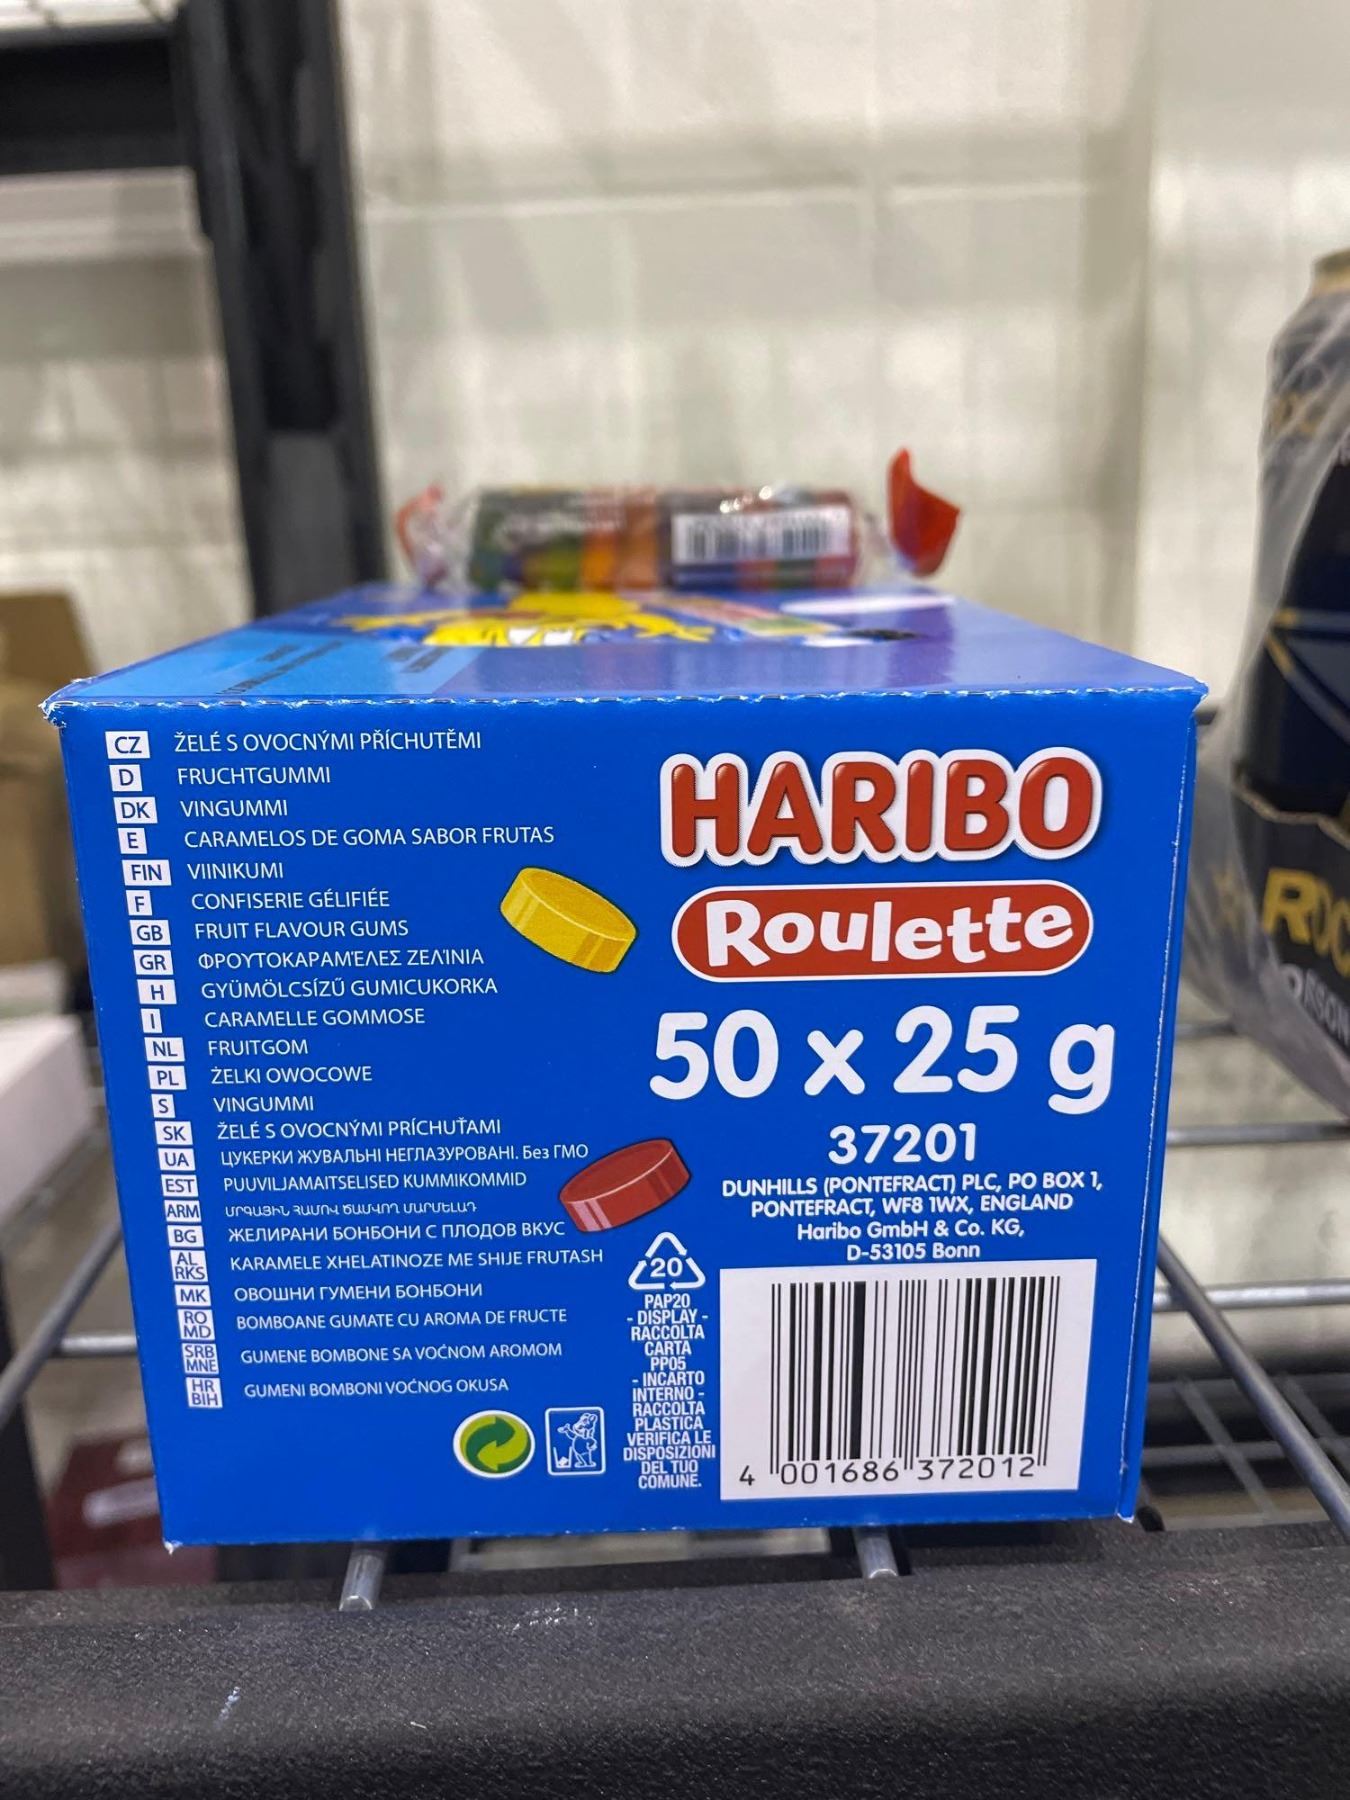 CZ ŽELÉ S OVOCNÝMI PŘÍCHUTĚMI
D FRUCHTGUMMI
DK VINGUMMI
E CARAMELOS DE GOMA SABOR FRUTAS
FIN VIINIKUMI
F CONFISERIE GÉLIFIÉE
GB FRUIT FLAVOUR GUMS
GR ΦΡΟΥΤΟΚΑΡΑΜΈΛΕΣ ΖΕΛΊΝΙΑ
H GYÜMÖLCSÍZŰ GUMICUKORKA
I CARAMELLE GOMMOSE
NL FRUITGOM
PL ŻELKI OWOCOWE
S VINGUMMI
SK ŽELÉ S OVOCNÝMI PRÍCHUŤAMI
UA ЦУКЕРКИ ЖУВАЛЬНІ НЕГЛАЗУРОВАНІ. Без ГМО
EST PUUVILJAMAITSELISED KUMMIKOMMID
ARM ՄՐԳԱՅԻՆ ՀԱՄՈՎ ԾԱՄՎՈՂ ՄԱՐՄԵԼԱԴ
BG ЖЕЛИРАНИ БОНБОНИ С ПЛОДОВ ВКУС
AL
RKS KARAMELE XHELATINOZE ME SHIJE FRUTASH
MK ОВОШНИ ГУМЕНИ БОНБОНИ
RO
MD BOMBOANE GUMATE CU AROMA DE FRUCTE
SRB
MNE GUMENE BOMBONE SA VOĆNOM AROMOM
HR
BIH GUMENI BOMBONI VOĆNOG OKUSA
HARIBO
Roulette
50 x 25 g
37201
DUNHILLS (PONTEFRACT) PLC, PO BOX 1,
PONTEFRACT, WF8 1WX, ENGLAND
Haribo GmbH & Co. KG,
D-53105 Bonn
20
PAP20
- DISPLAY -
RACCOLTA
CARTA
PP05
- INCARTO
INTERNO -
RACCOLTA
PLASTICA
VERIFICA LE
DISPOSIZIONI
DEL TUO
COMUNE.
4 001686 372012